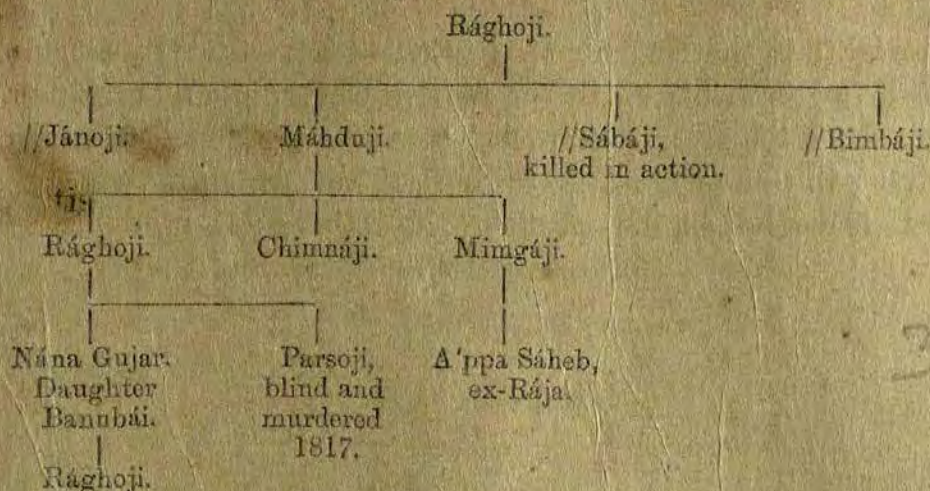 Rághoji.
//Jánoji. Máhduji. //Sábáji, //Bimbáji.
killed in action.
Rághoji. Chimnáji. Mimgáji.
Nána Gujar. Parsoji, A'ppa Sáheb,
Daughter blind and ex-Rája.
Banubái. murdered
1817.
Rághoji.